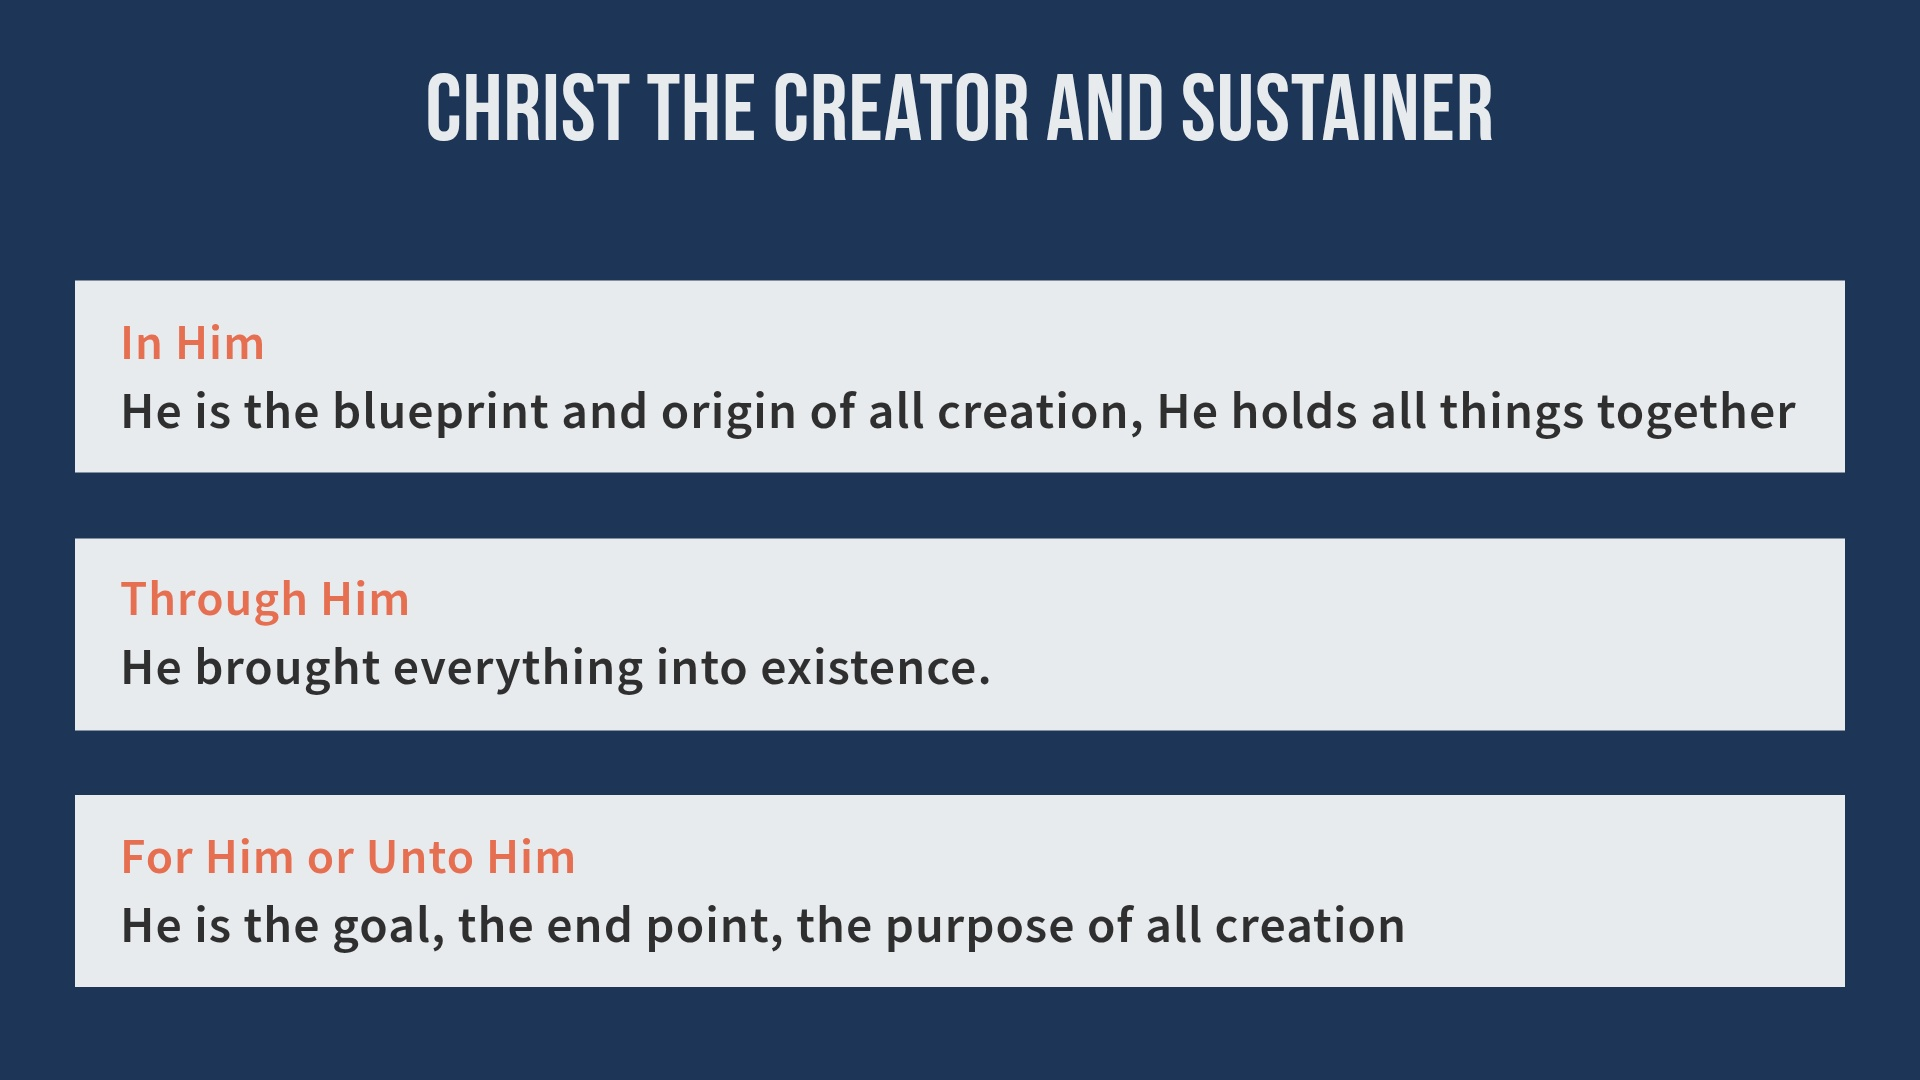 CHRIST THE CREATOR AND SUSTAINER
In Him
He is the blueprint and origin of all creation, He holds all things together
Through Him
He brought everything into existence.
For Him or Unto Him
He is the goal, the end point, the purpose of all creation